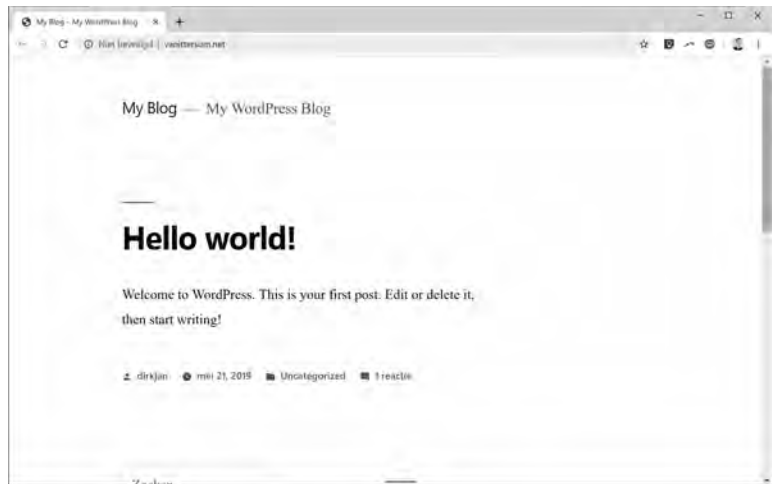 My Blog - My WordPress Blog
Niet beveiligd | vanittersum.net
My Blog — My WordPress Blog
Hello world!
Welcome to WordPress. This is your first post. Edit or delete it,
then start writing!
dirkjan mei 21, 2019 Uncategorized 1 reactie
Zoeken